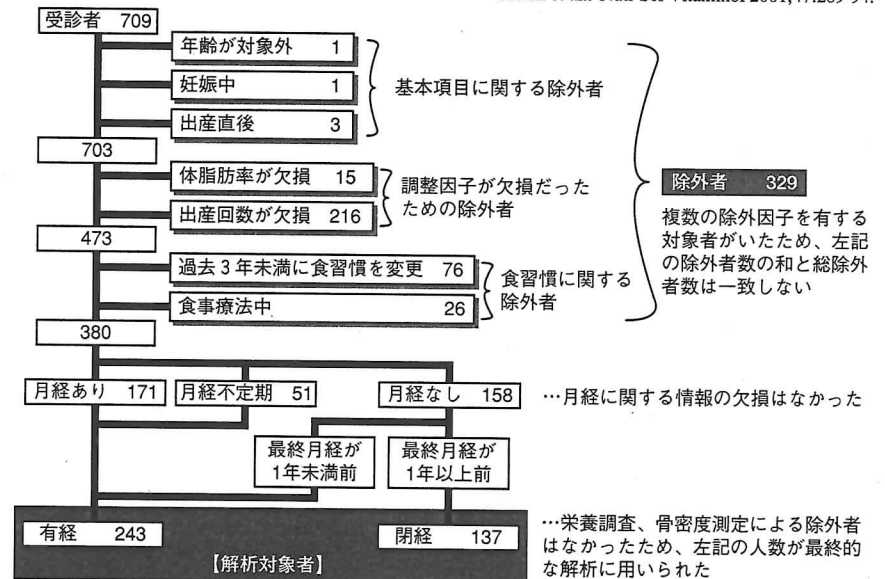 受診者 709
年齢が対象外 1
妊娠中 1
出産直後 3
基本項目に関する除外者
703
体脂肪率が欠損 15
出産回数が欠損 216
調整因子が欠損だった
ための除外者
473
過去3年未満に食習慣を変更 76
食事療法中 26
食習慣に関する
除外者
380
除外者 329
複数の除外因子を有する
対象者がいたため、左記
の除外者数の和と総除外
者数は一致しない
月経あり 171
月経不定期 51
月経なし 158
…月経に関する情報の欠損はなかった
最終月経が
1年未満前
最終月経が
1年以上前
有経 243
閉経 137
【解析対象者】
…栄養調査、骨密度測定による除外者
はなかったため、左記の人数が最終的
な解析に用いられた